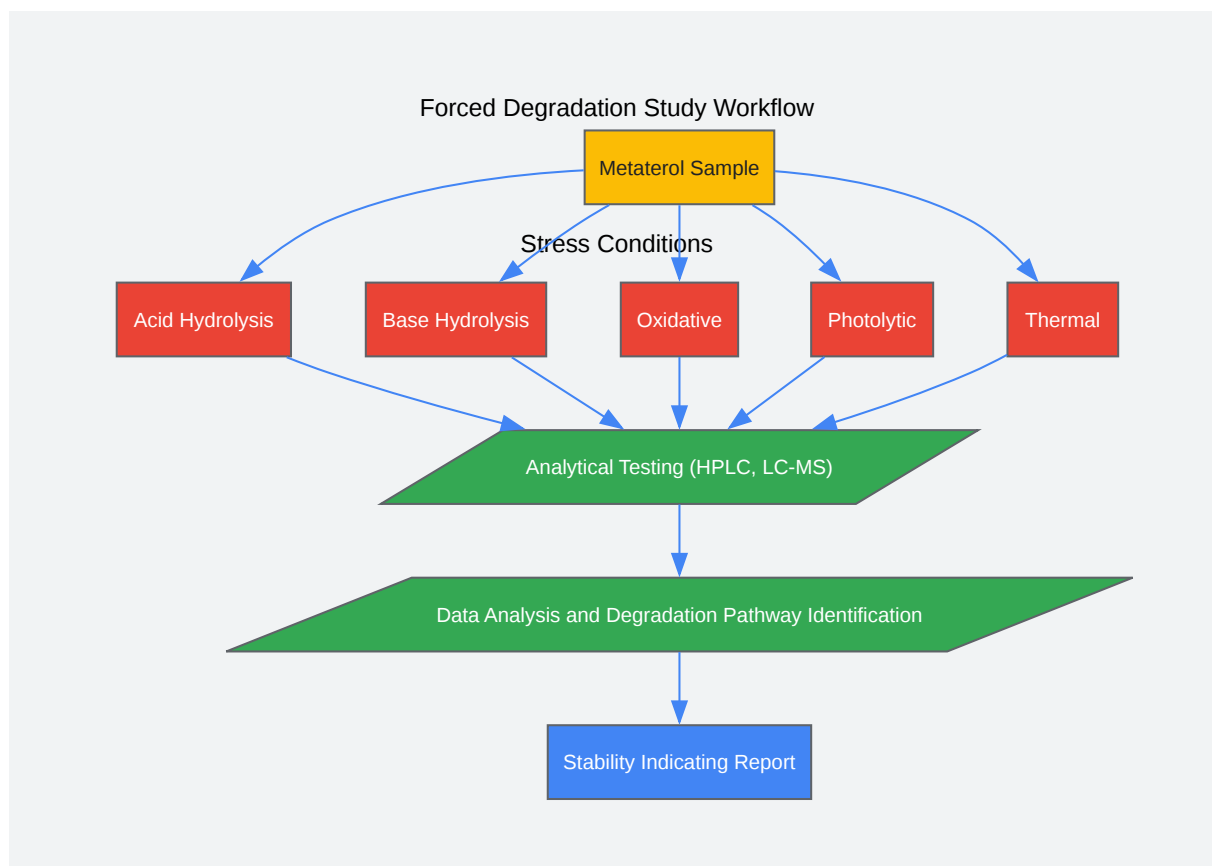 Forced Degradation Study Workflow
Metaterol Sample
Stress Conditions
Acid Hydrolysis
Base Hydrolysis
Oxidative
Photolytic
Thermal
Analytical Testing (HPLC, LC-MS)
Data Analysis and Degradation Pathway Identification
Stability Indicating Report